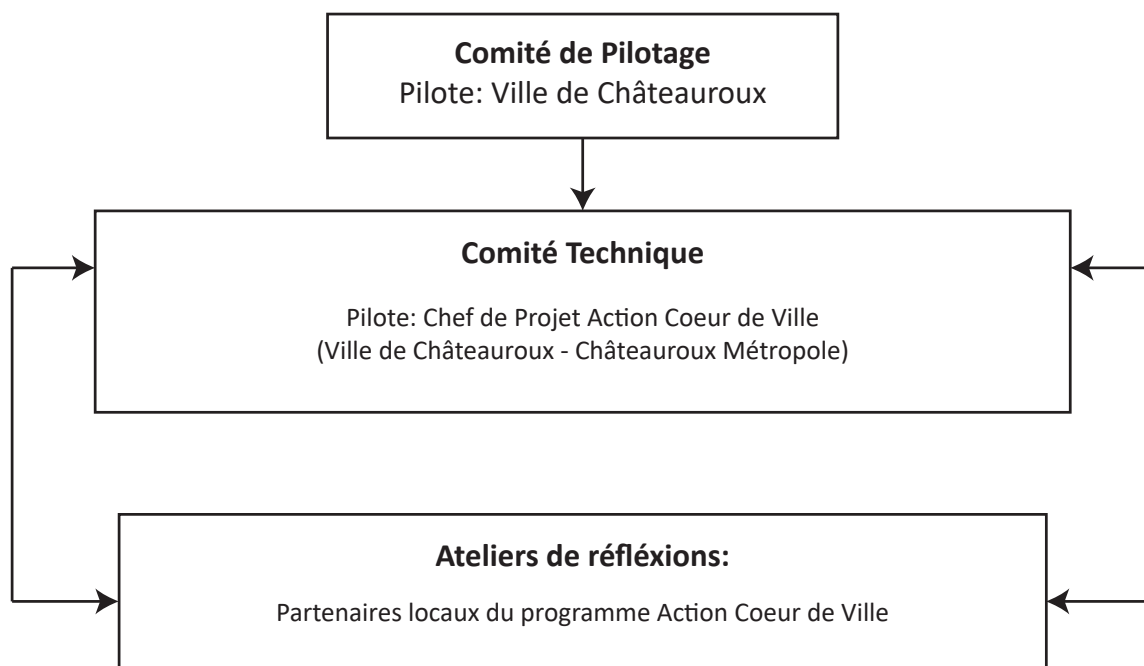 Comité de Pilotage
Pilote: Ville de Châteauroux
Comité Technique
Pilote: Chef de Projet Action Coeur de Ville
(Ville de Châteauroux - Châteauroux Métropole)
Ateliers de réfléxions:
Partenaires locaux du programme Action Coeur de Ville